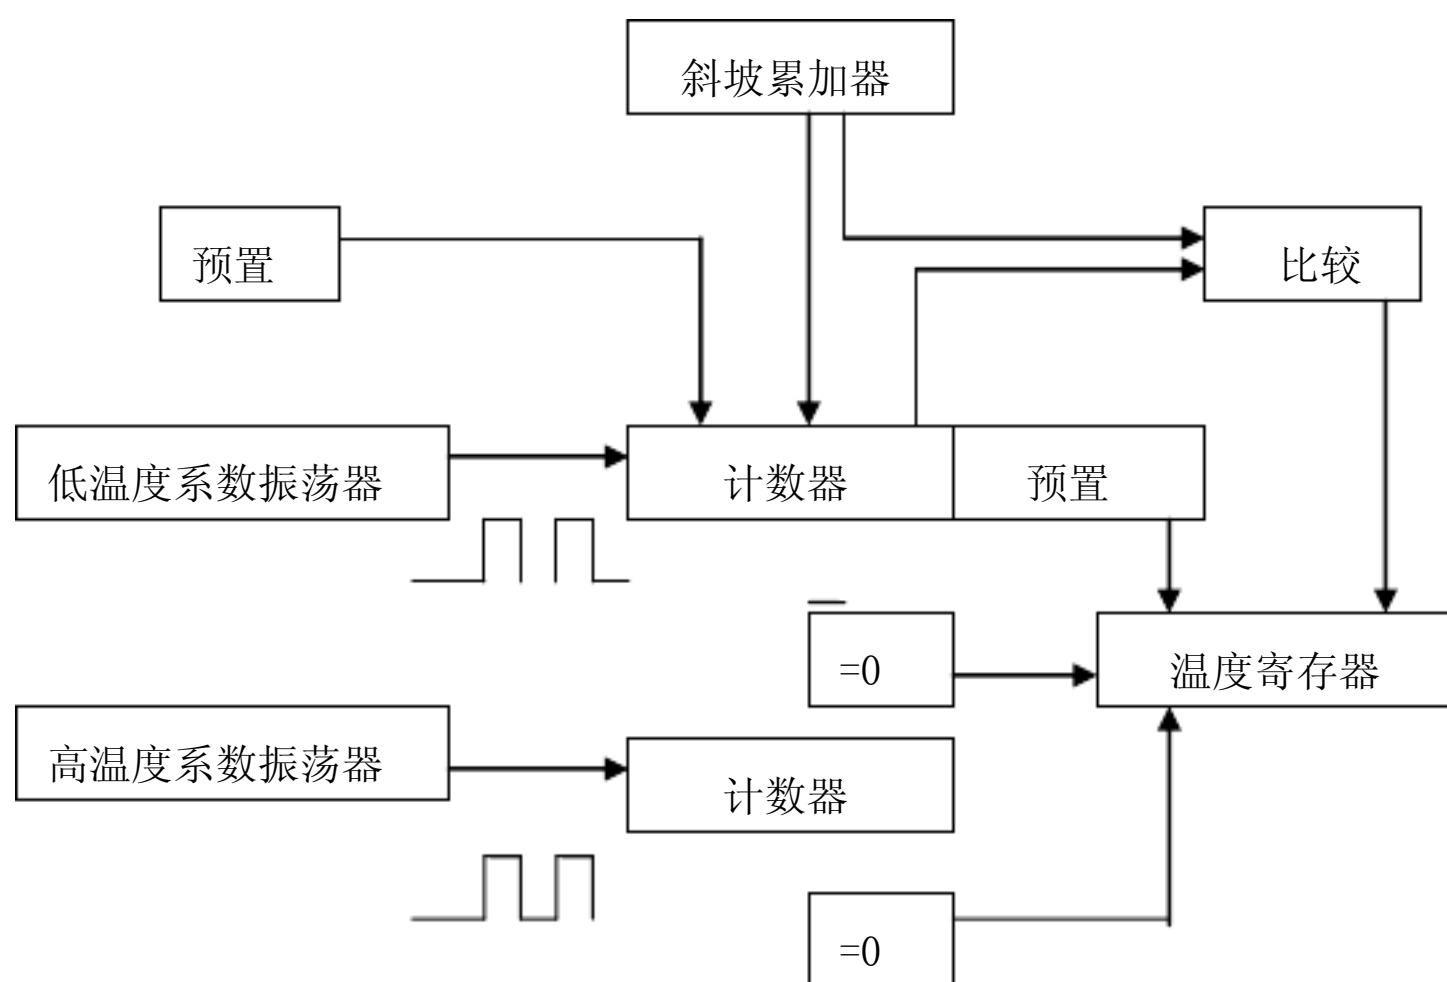 斜坡累加器
预置
比较
低温度系数振荡器
计数器
预置
=0
温度寄存器
高温度系数振荡器
计数器
=0